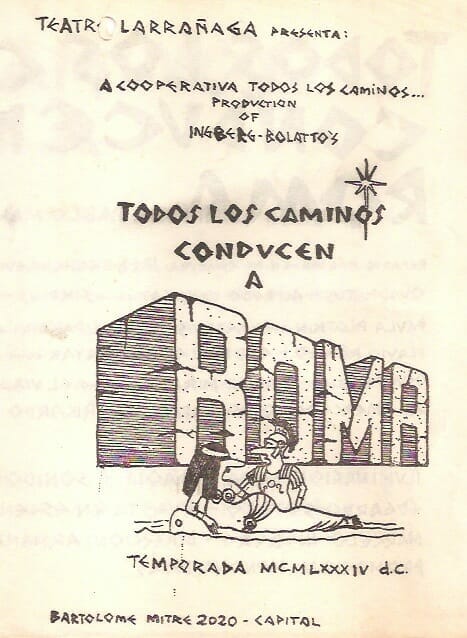 TEATRO LARRAÑAGA PRESENTA:
A COOPERATIVA TODOS LOS CAMINOS...
PRODUCTION
OF
INGBERG-BOLATTO'S
TODOS LOS CAMINOS
CONDUCEN
A
ROMA
TEMPORADA MCMLXXXIV d.C.
BARTOLOME MITRE 2020 - CAPITAL